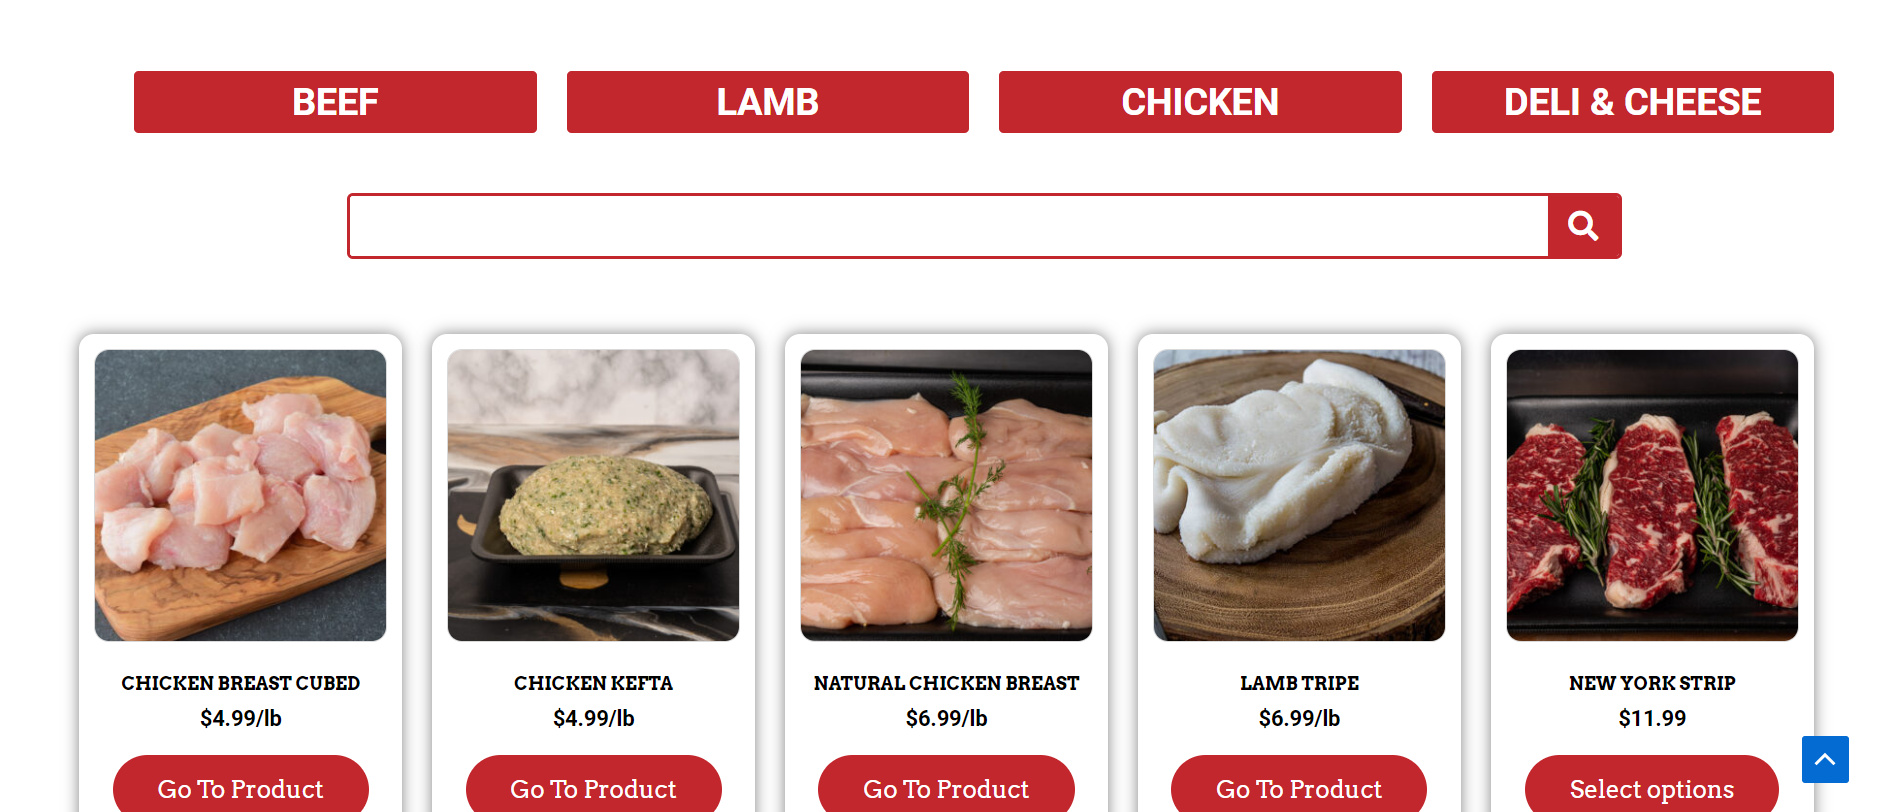 BEEF
LAMB
CHICKEN
DELI & CHEESE
CHICKEN BREAST CUBED
$4.99/lb
Go To Product
CHICKEN KEFTA
$4.99/lb
Go To Product
NATURAL CHICKEN BREAST
$6.99/lb
Go To Product
LAMB TRIPE
$6.99/lb
Go To Product
NEW YORK STRIP
$11.99
Select options